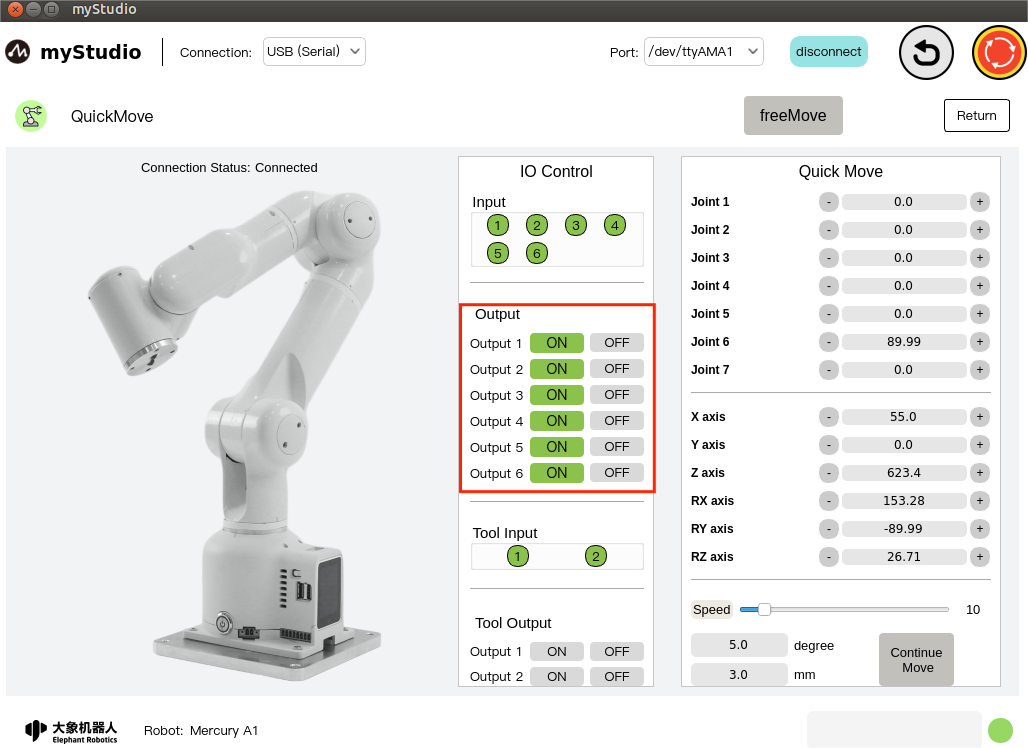 myStudio
myStudio
Connection: USB (Serial)
Port: /dev/ttyAMA1
disconnect
QuickMove
freeMove
Return
Connection Status: Connected
IO Control
Input
1 2 3 4
5 6
Output
Output 1 ON OFF
Output 2 ON OFF
Output 3 ON OFF
Output 4 ON OFF
Output 5 ON OFF
Output 6 ON OFF
Tool Input
1 2
Tool Output
Output 1 ON OFF
Output 2 ON OFF
Quick Move
Joint 1 - 0.0 +
Joint 2 - 0.0 +
Joint 3 - 0.0 +
Joint 4 - 0.0 +
Joint 5 - 0.0 +
Joint 6 - 89.99 +
Joint 7 - 0.0 +
X axis - 55.0 +
Y axis - 0.0 +
Z axis - 623.4 +
RX axis - 153.28 +
RY axis - -89.99 +
RZ axis - 26.71 +
Speed 10
5.0 degree
3.0 mm
Continue
Move
大象机器人
Elephant Robotics
Robot: Mercury A1